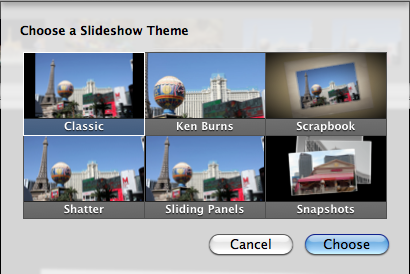 Choose a Slideshow Theme
Classic Ken Burns Scrapbook
Shatter Sliding Panels Snapshots
Cancel Choose